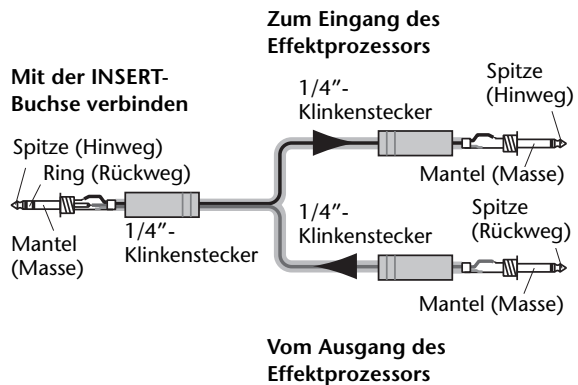 Zum Eingang des
Effektprozessors
Mit der INSERT-
Buchse verbinden
1/4"-
Klinkenstecker
Spitze
(Hinweg)
Spitze (Hinweg)
Ring (Rückweg)
Mantel (Masse)
Mantel
(Masse)
1/4"-
Klinkenstecker
1/4"-
Klinkenstecker
Spitze
(Rückweg)
Mantel (Masse)
Vom Ausgang des
Effektprozessors